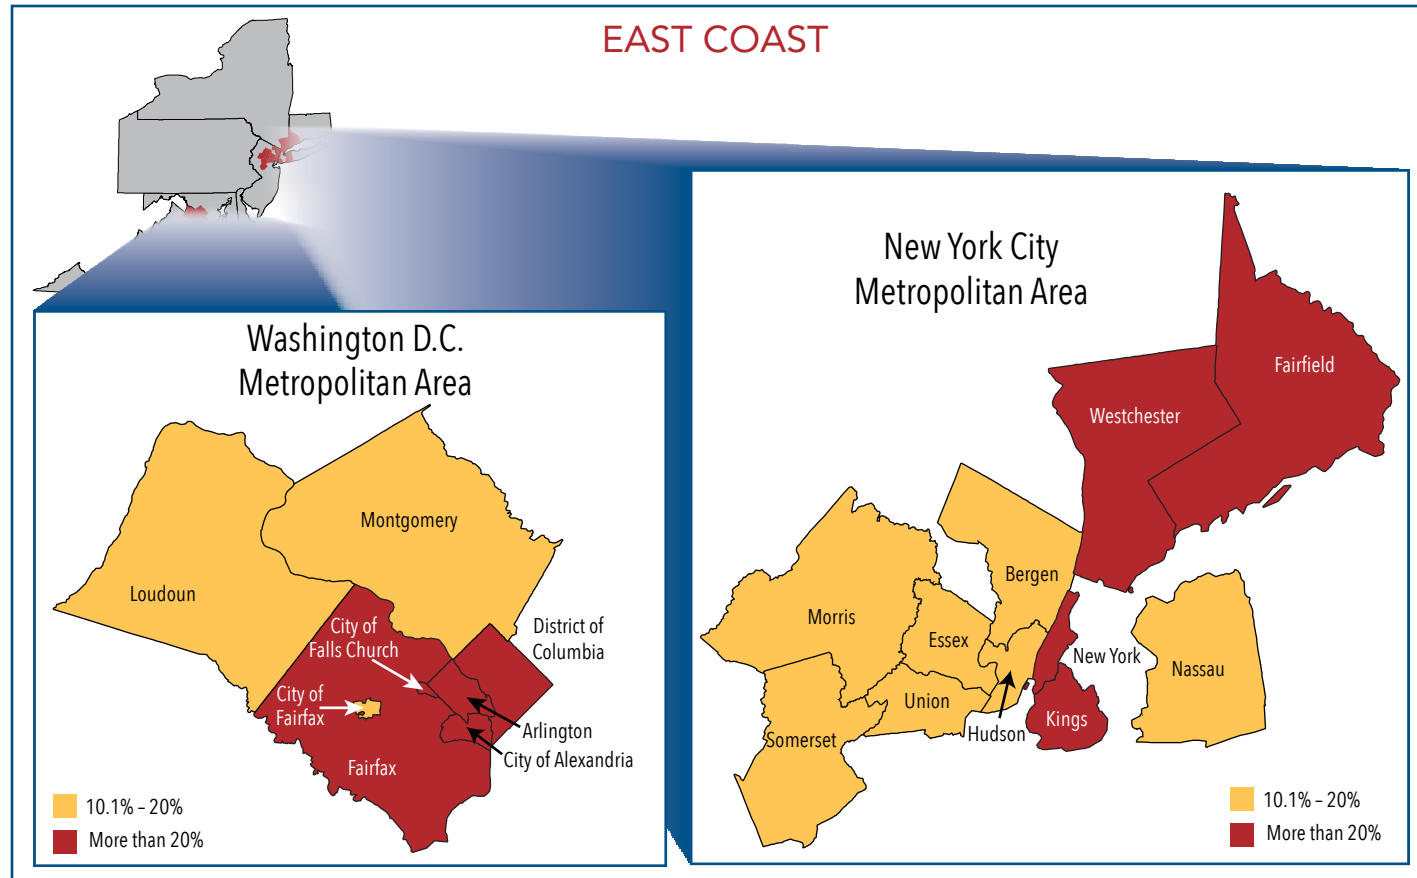 EAST COAST
Washington D.C.
Metropolitan Area
Montgomery
Loudoun
City of
Falls Church
District of
Columbia
City of
Fairfax
Arlington
City of Alexandria
Fairfax
10.1% – 20%
More than 20%
New York City
Metropolitan Area
Fairfield
Westchester
Bergen
Morris
Essex
New York
Nassau
Union
Hudson
Kings
Somerset
10.1% – 20%
More than 20%